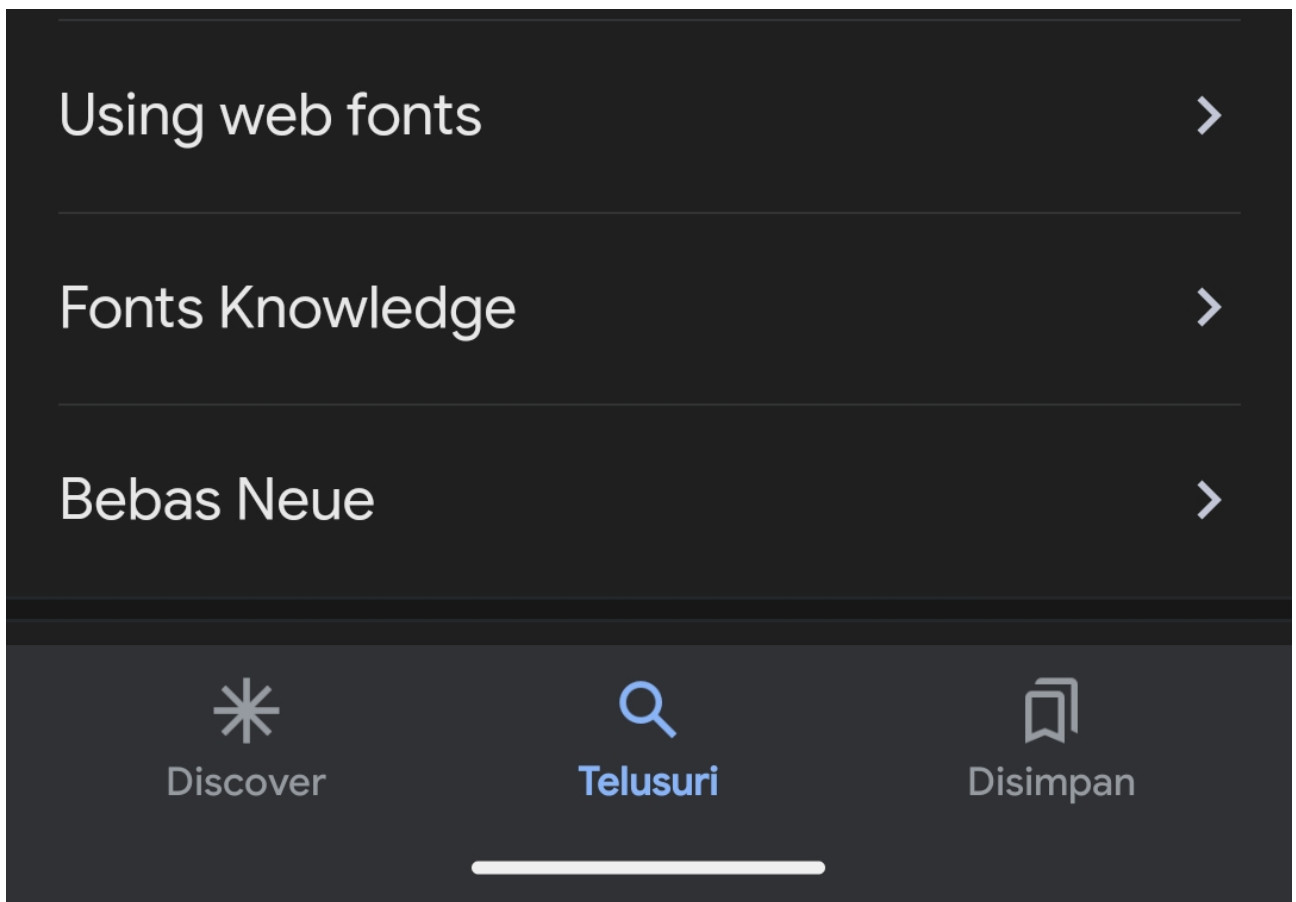 Using web fonts
Fonts Knowledge
Bebas Neue
Discover
Telusuri
Disimpan